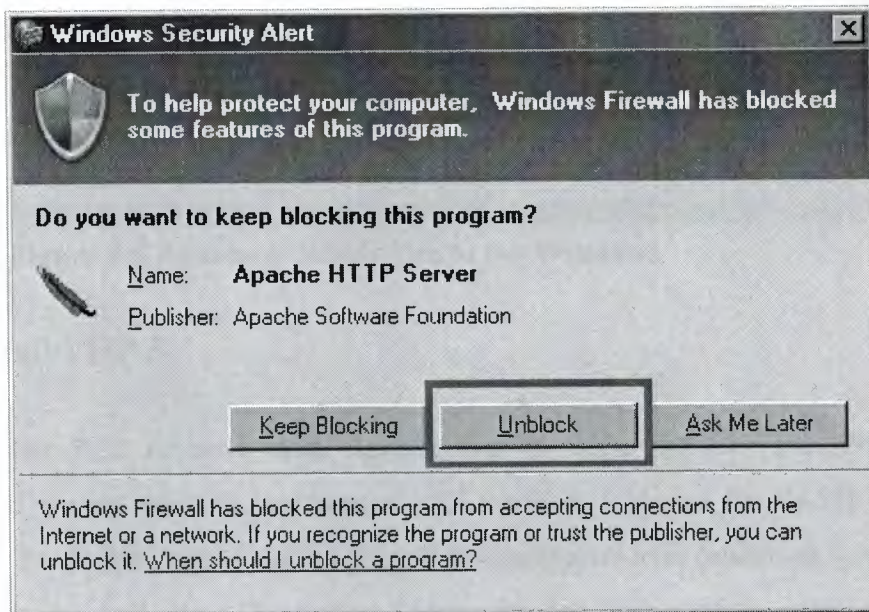 Windows Security Alert
To help protect your computer, Windows Firewall has blocked
some features of this program.
Do you want to keep blocking this program?
Name: Apache HTTP Server
Publisher: Apache Software Foundation
Keep Blocking Unblock Ask Me Later
Windows Firewall has blocked this program from accepting connections from the
Internet or a network. If you recognize the program or trust the publisher, you can
unblock it. When should I unblock a program?